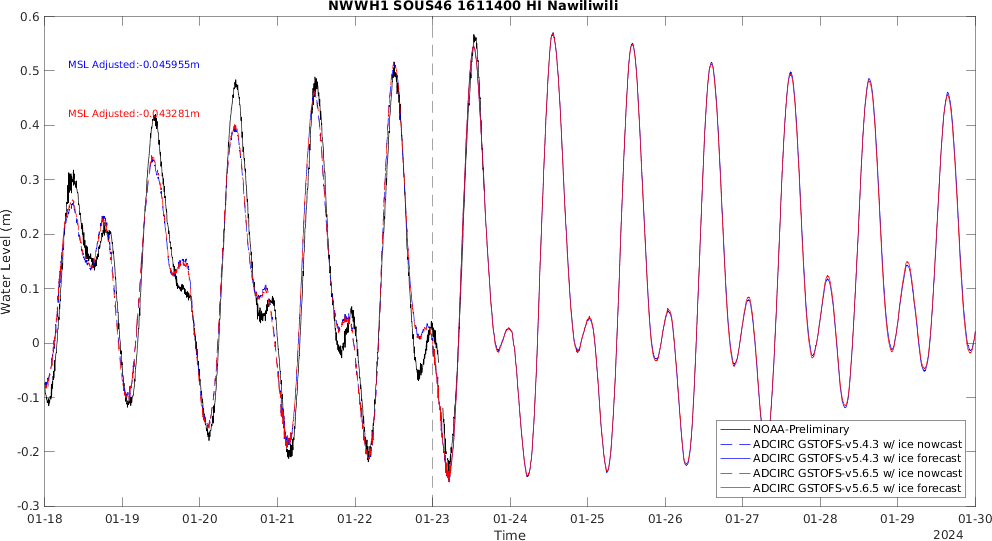 NWWH1 SOUS46 1611400 HI Nawiliwili
0.6
0.5
0.4
0.3
0.2
0.1
0
-0.1
-0.2
-0.3
Water Level (m)
MSL Adjusted:-0.045955m
MSL Adjusted:-0.043281m
NOAA-Preliminary
ADCIRC GSTOFS-v5.4.3 w/ ice nowcast
ADCIRC GSTOFS-v5.4.3 w/ ice forecast
ADCIRC GSTOFS-v5.6.5 w/ ice nowcast
ADCIRC GSTOFS-v5.6.5 w/ ice forecast
01-18 01-19 01-20 01-21 01-22 01-23 01-24 01-25 01-26 01-27 01-28 01-29 01-30
Time
2024